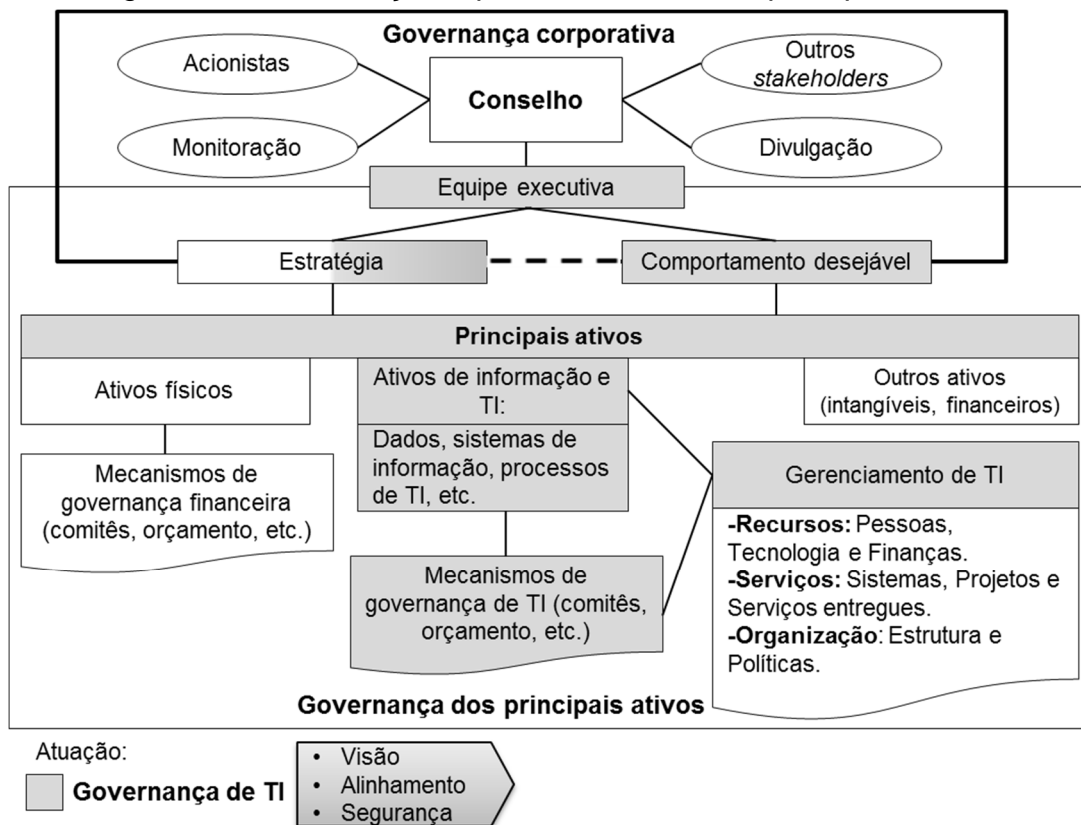 Governança corporativa
Acionistas
Outros
stakeholders
Conselho
Monitoração
Divulgação
Equipe executiva
Estratégia
Comportamento desejável
Principais ativos
Ativos físicos
Ativos de informação e
TI:
Outros ativos
(intangíveis, financeiros)
Dados, sistemas de
informação, processos
de TI, etc.
Mecanismos de
governança financeira
(comitês, orçamento, etc.)
Gerenciamento de TI
-Recursos: Pessoas,
Tecnologia e Finanças.
-Serviços: Sistemas, Projetos e
Serviços entregues.
-Organização: Estrutura e
Políticas.
Mecanismos de
governança de TI (comitês,
orçamento, etc.)
Governança dos principais ativos
Atuação:
Governança de TI
• Visão
• Alinhamento
• Segurança